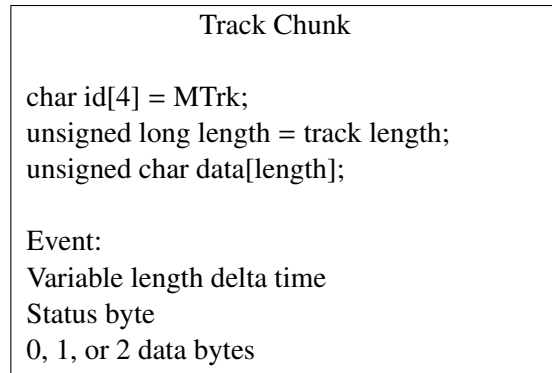 Track Chunk
char id[4] = MTrk;
unsigned long length = track length;
unsigned char data[length];
Event:
Variable length delta time
Status byte
0, 1, or 2 data bytes